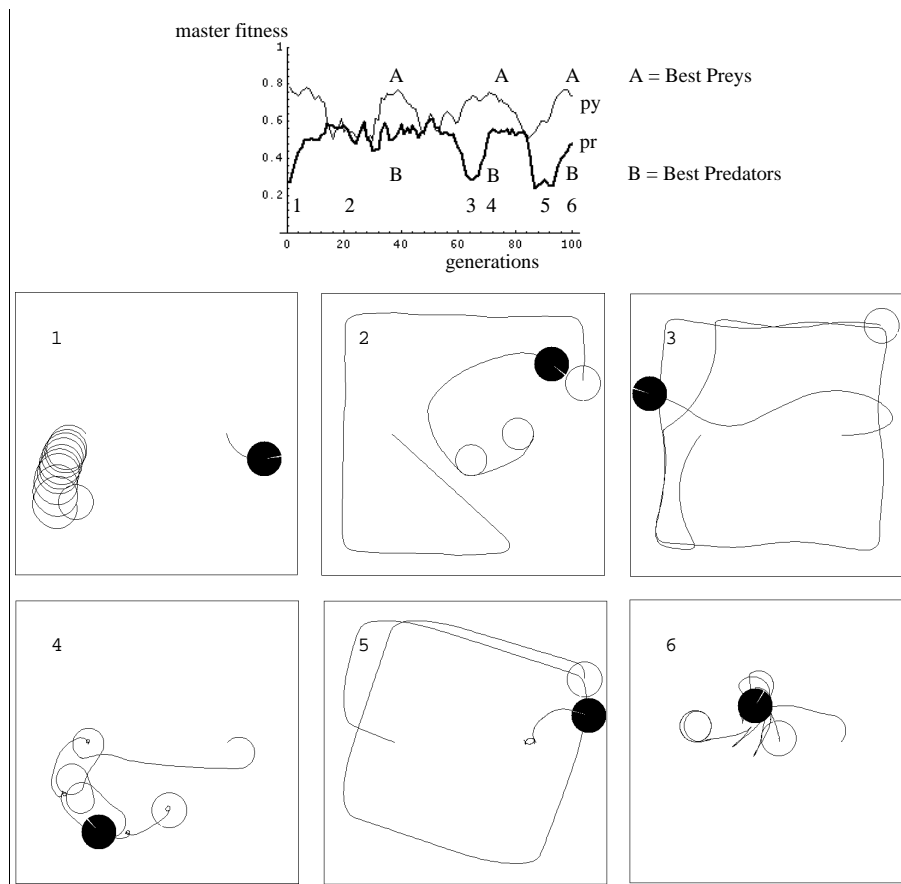 master fitness
1
0.8
0.6
0.4
0.2
A A A
A = Best Preys
py
pr
B B B
B = Best Predators
1 2 3 4 5 6
0 20 40 60 80 100
generations
1
2
3
4
5
6